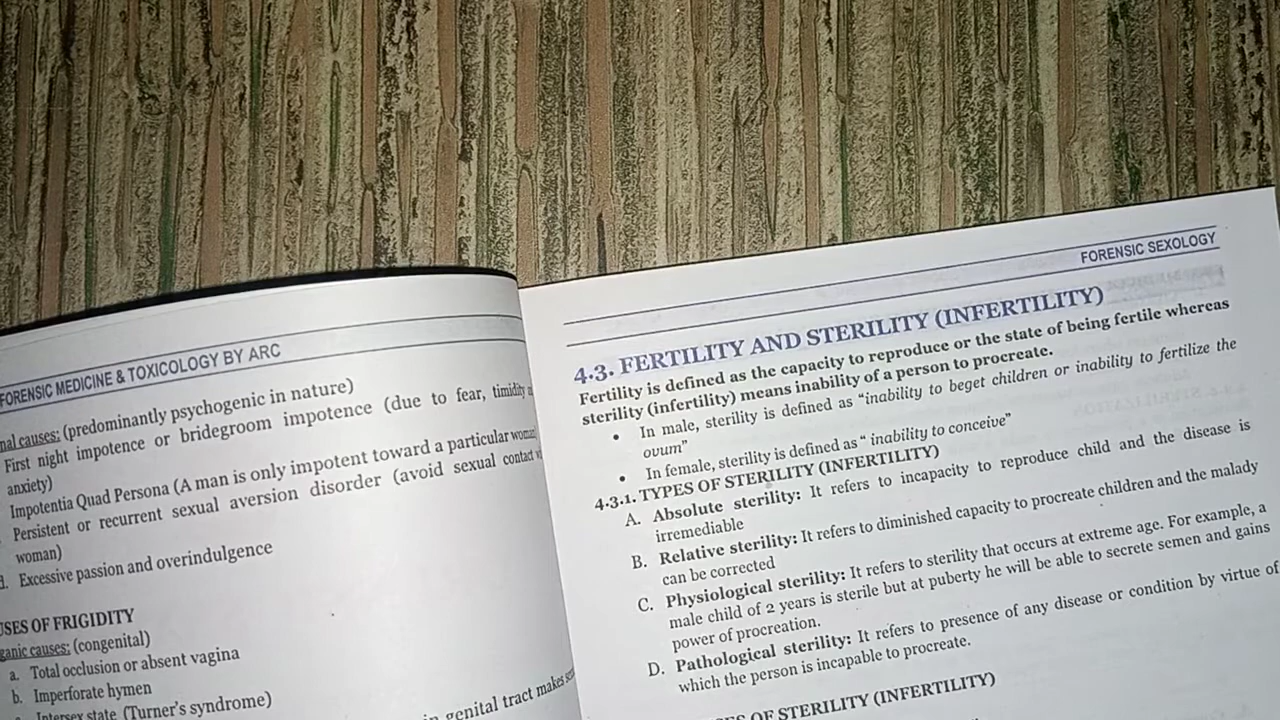 FORENSIC MEDICINE & TOXICOLOGY BY ARC
causes: (predominantly psychogenic in nature)
First night impotence or bridegroom impotence (due to fear, timidity
anxiety)
Impotentia Quad Persona (A man is only impotent toward a particular
Persistent or recurrent sexual aversion disorder (avoid sexual contact
woman)
Excessive passion and overindulgence
OF FRIGIDITY
causes: (congenital)
a. Total occlusion or absent vagina
b. Imperforate hymen
Intersex state (Turner's syndrome)
genital tract makes
FORENSIC SEXOLOGY
4.3. FERTILITY AND STERILITY (INFERTILITY)
Fertility is defined as the capacity to reproduce or the state of being fertile whereas
sterility (infertility) means inability of a person to procreate.
• In male, sterility is defined as “inability to beget children or inability to fertilize the
ovum”
• In female, sterility is defined as “ inability to conceive”
4.3.1. TYPES OF STERILITY (INFERTILITY)
A. Absolute sterility: It refers to incapacity to reproduce child and the disease is
irremediable
B. Relative sterility: It refers to diminished capacity to procreate children and the malady
can be corrected
C. Physiological sterility: It refers to sterility that occurs at extreme age. For example, a
male child of 2 years is sterile but at puberty he will be able to secrete semen and gains
power of procreation.
D. Pathological sterility: It refers to presence of any disease or condition by virtue of
which the person is incapable to procreate.
OF STERILITY (INFERTILITY)